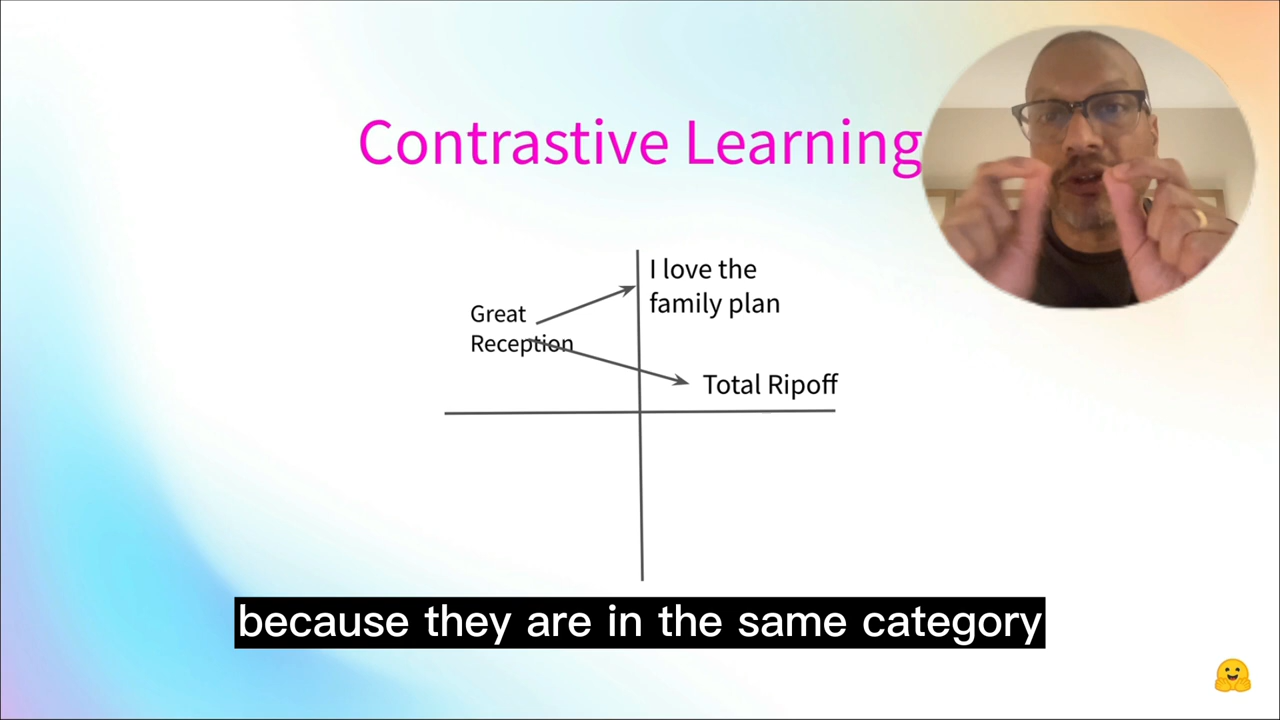 Contrastive Learning
I love the
family plan
Great
Reception
Total Ripoff
because they are in the same category